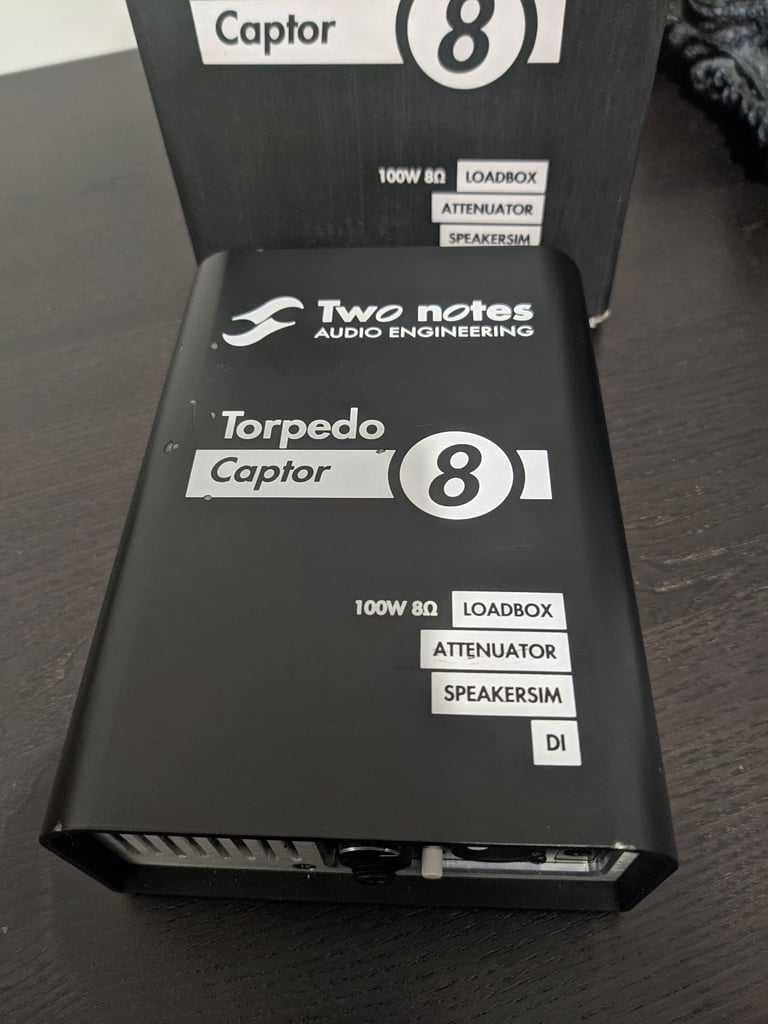 Captor 8
100W 8Ω LOADBOX
ATTENUATOR
SPEAKERSIM
Two notes
AUDIO ENGINEERING
Torpedo
Captor 8
100W 8Ω LOADBOX
ATTENUATOR
SPEAKERSIM
DI